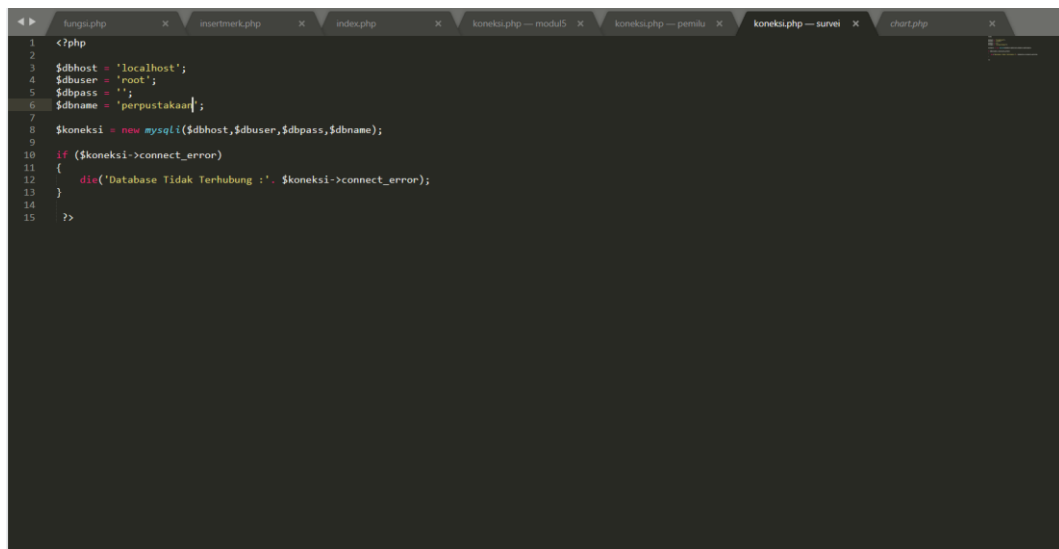 fungsi.php × insertmerk.php × index.php × koneksi.php — modul5 × koneksi.php — pemilu × koneksi.php — survei × chart.php ×
1 <?php
2
3 $dbhost = 'localhost';
4 $dbuser = 'root';
5 $dbpass = '';
6 $dbname = 'perpustakaan';
7
8 $koneksi = new mysqli($dbhost,$dbuser,$dbpass,$dbname);
9
10 if ($koneksi->connect_error)
11 {
12 die('Database Tidak Terhubung :'. $koneksi->connect_error);
13 }
14
15 ?>